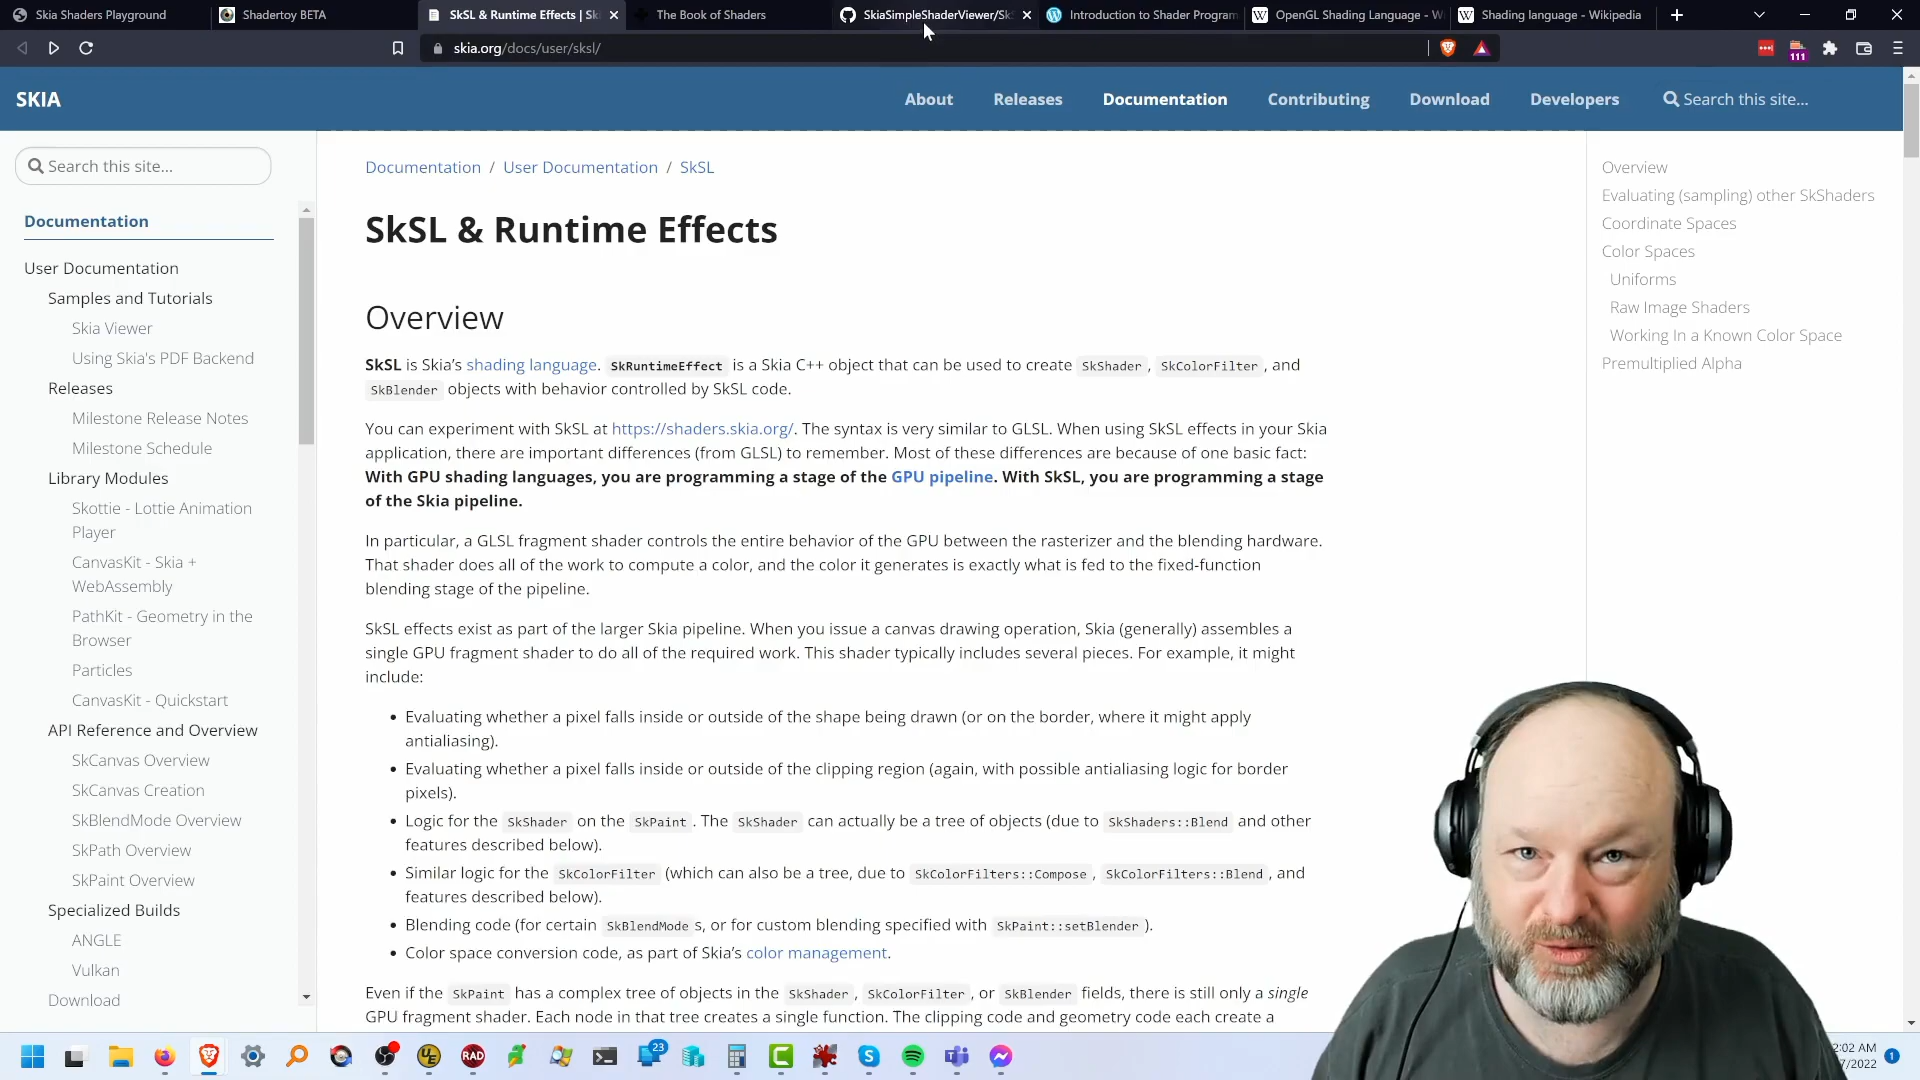 Skia Shaders Playground
Shadertoy BETA
SkSL & Runtime Effects | Sk
The Book of Shaders
SkiaSimpleShaderViewer/Sk
Introduction to Shader Program
OpenGL Shading Language - W
Shading language - Wikipedia
skia.org/docs/user/sksl/
111
SKIA
About
Releases
Documentation
Contributing
Download
Developers
Search this site...
Search this site...
Documentation
User Documentation
Samples and Tutorials
Skia Viewer
Using Skia's PDF Backend
Releases
Milestone Release Notes
Milestone Schedule
Library Modules
Skottie - Lottie Animation
Player
CanvasKit - Skia +
WebAssembly
PathKit - Geometry in the
Browser
Particles
CanvasKit - Quickstart
API Reference and Overview
SkCanvas Overview
SkCanvas Creation
SkBlendMode Overview
SkPath Overview
SkPaint Overview
Specialized Builds
ANGLE
Vulkan
Download
Documentation / User Documentation / SkSL
SkSL & Runtime Effects
Overview
SkSL is Skia's shading language. SkRuntimeEffect is a Skia C++ object that can be used to create SkShader, SkColorFilter, and
SkBlender objects with behavior controlled by SkSL code.
You can experiment with SkSL at https://shaders.skia.org/. The syntax is very similar to GLSL. When using SkSL effects in your Skia
application, there are important differences (from GLSL) to remember. Most of these differences are because of one basic fact:
With GPU shading languages, you are programming a stage of the GPU pipeline. With SkSL, you are programming a stage
of the Skia pipeline.
In particular, a GLSL fragment shader controls the entire behavior of the GPU between the rasterizer and the blending hardware.
That shader does all of the work to compute a color, and the color it generates is exactly what is fed to the fixed-function
blending stage of the pipeline.
SkSL effects exist as part of the larger Skia pipeline. When you issue a canvas drawing operation, Skia (generally) assembles a
single GPU fragment shader to do all of the required work. This shader typically includes several pieces. For example, it might
include:
• Evaluating whether a pixel falls inside or outside of the shape being drawn (or on the border, where it might apply
antialiasing).
• Evaluating whether a pixel falls inside or outside of the clipping region (again, with possible antialiasing logic for border
pixels).
• Logic for the SkShader on the SkPaint. The SkShader can actually be a tree of objects (due to SkShaders::Blend and other
features described below).
• Similar logic for the SkColorFilter (which can also be a tree, due to SkColorFilters::Compose, SkColorFilters::Blend, and
features described below).
• Blending code (for certain SkBlendModes, or for custom blending specified with SkPaint::setBlender).
• Color space conversion code, as part of Skia's color management.
Even if the SkPaint has a complex tree of objects in the SkShader, SkColorFilter, or SkBlender fields, there is still only a single
GPU fragment shader. Each node in that tree creates a single function. The clipping code and geometry code each create a
Overview
Evaluating (sampling) other SkShaders
Coordinate Spaces
Color Spaces
Uniforms
Raw Image Shaders
Working In a Known Color Space
Premultiplied Alpha
UE
RAD
23
2:02 AM
7/2022
1